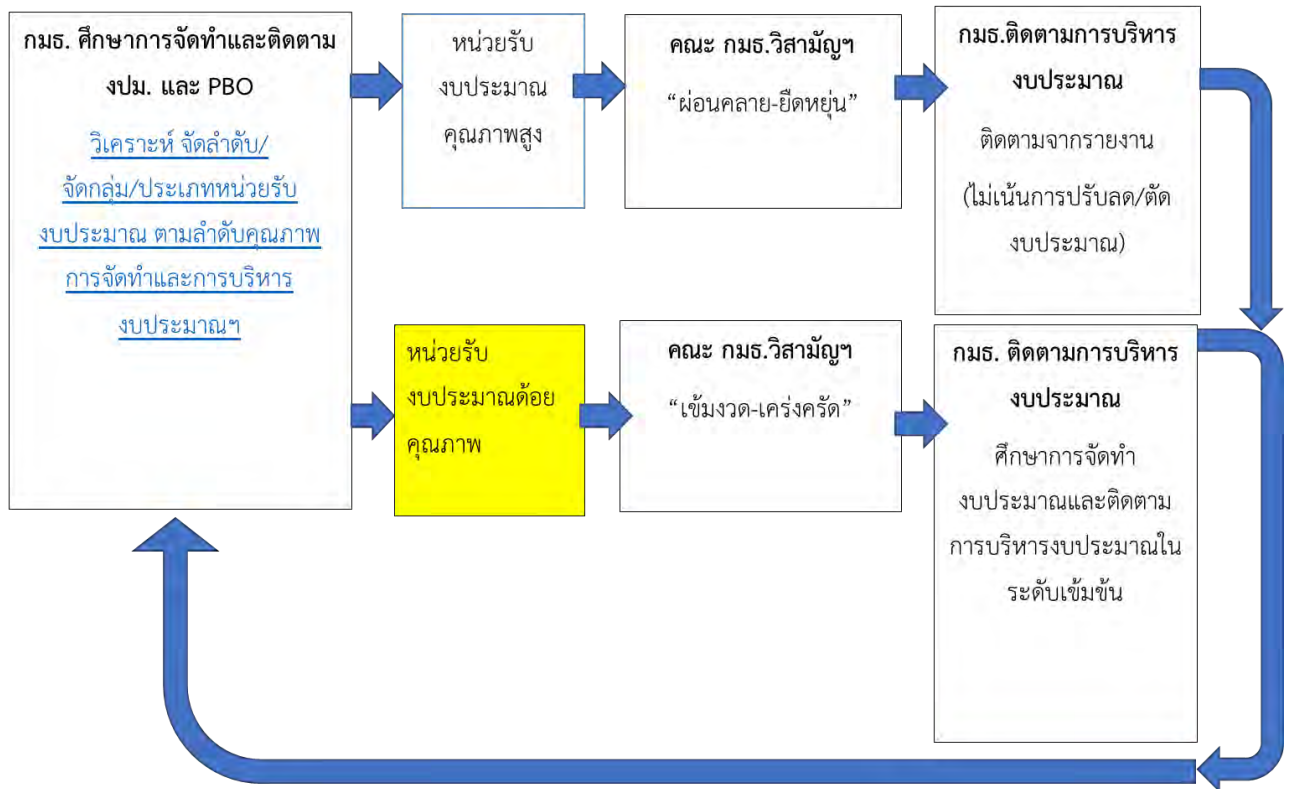 กมธ. ศึกษาการจัดทำและติดตาม
งปม. และ PBO
วิเคราะห์ จัดลำดับ/
จัดกลุ่ม/ประเภทหน่วยรับ
งบประมาณ ตามลำดับคุณภาพ
การจัดทำและการบริหาร
งบประมาณฯ
หน่วยรับ
งบประมาณ
คุณภาพสูง
คณะ กมธ.วิสามัญฯ
“ผ่อนคลาย-ยืดหยุ่น”
กมธ.ติดตามการบริหาร
งบประมาณ
ติดตามจากรายงาน
(ไม่เน้นการปรับลด/ตัด
งบประมาณ)
หน่วยรับ
งบประมาณด้อย
คุณภาพ
คณะ กมธ.วิสามัญฯ
“เข้มงวด-เคร่งครัด”
กมธ. ติดตามการบริหาร
งบประมาณ
ศึกษาการจัดทำ
งบประมาณและติดตาม
การบริหารงบประมาณใน
ระดับเข้มข้น